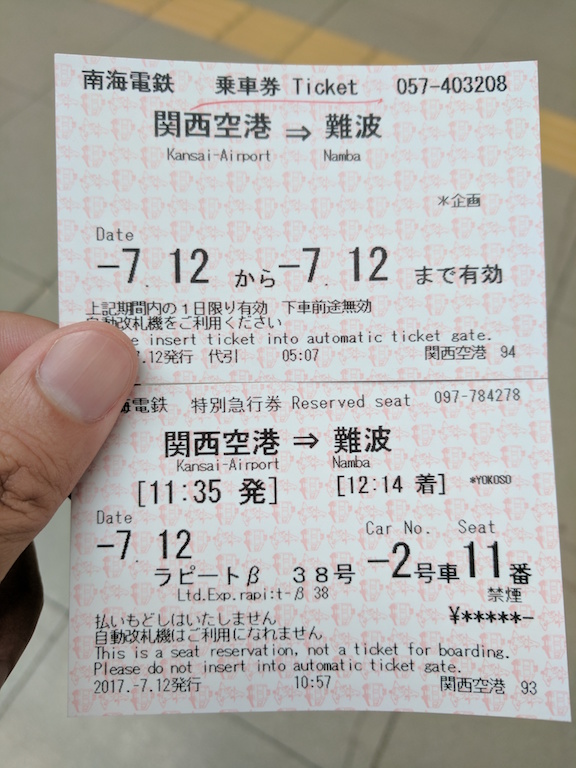 南海電鉄 乗車券 Ticket 057-403208
関西空港 ⇒ 難波
Kansai-Airport Namba
*企画
Date
-7. 12 から -7. 12 まで有効
上記期間内の1日限り有効 下車前途無効
自動改札機をご利用ください
insert ticket into automatic ticket gate.
7.12発行 代引 05:07 関西空港 94
海電鉄 特別急行券 Reserved seat 097-784278
関西空港 ⇒ 難波
Kansai-Airport Namba
[11:35 発] [12:14 着] *YOKOSO
Date Car No. Seat
-7. 12 -2号車 11番
ラピートβ 38号 禁煙
Ltd.Exp.rapi:t-β 38
¥*****-
払いもどしはいたしません
自動改札機はご利用になれません
This is a seat reservation, not a ticket for boarding.
Please do not insert into automatic ticket gate.
2017.-7.12発行 10:57 関西空港 93